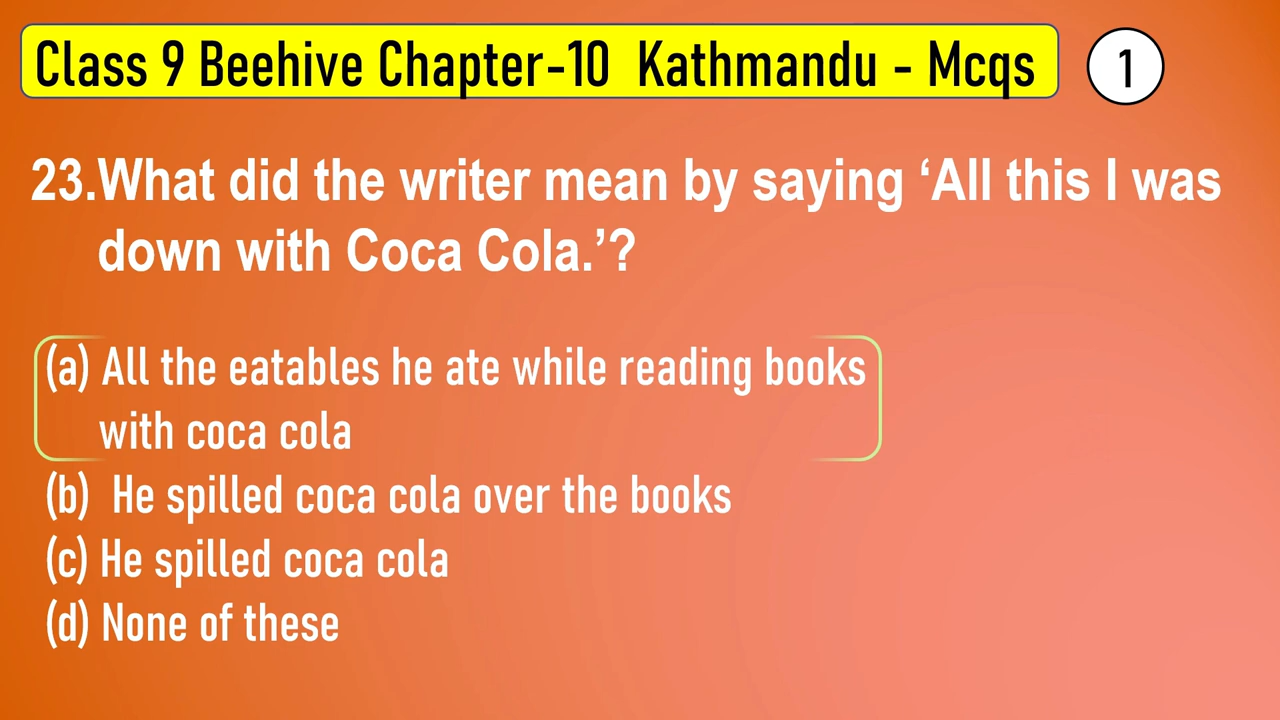 Class 9 Beehive Chapter-10 Kathmandu - Mcqs
1
23.What did the writer mean by saying ‘All this I was
down with Coca Cola.’?
(a) All the eatables he ate while reading books
with coca cola
(b) He spilled coca cola over the books
(c) He spilled coca cola
(d) None of these